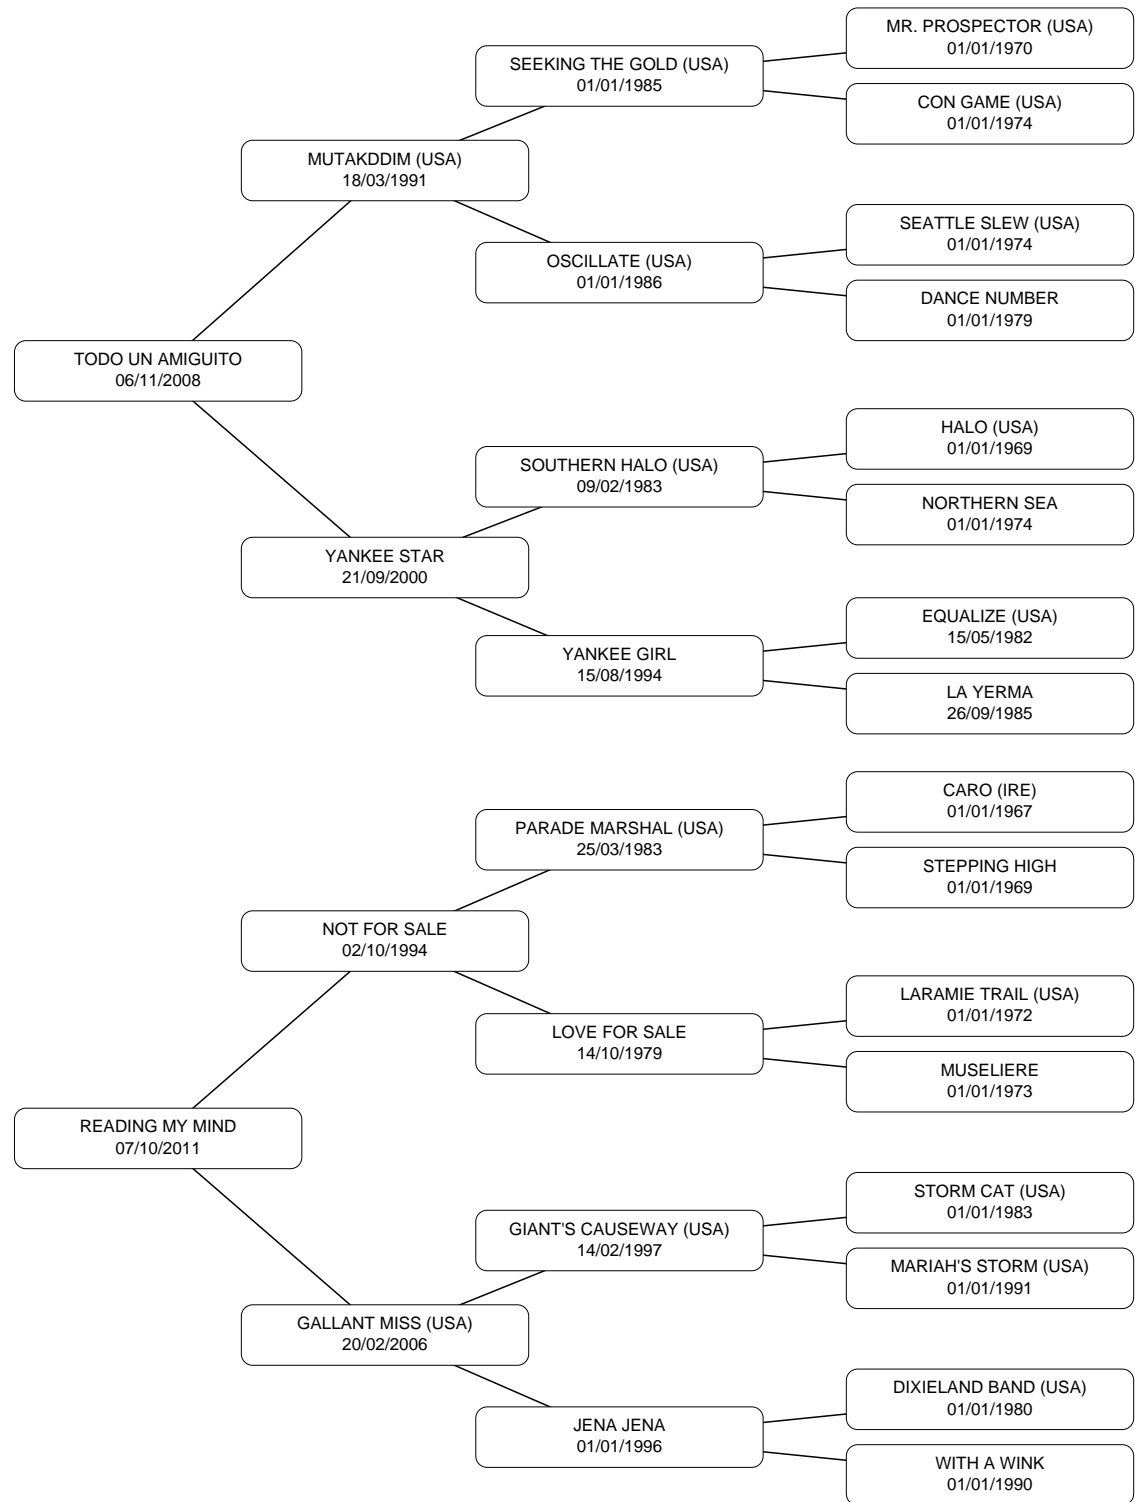 MR. PROSPECTOR (USA)
01/01/1970
SEEKING THE GOLD (USA)
01/01/1985
CON GAME (USA)
01/01/1974
MUTAKDDIM (USA)
18/03/1991
SEATTLE SLEW (USA)
01/01/1974
OSCILLATE (USA)
01/01/1986
DANCE NUMBER
01/01/1979
TODO UN AMIGUITO
06/11/2008
HALO (USA)
01/01/1969
SOUTHERN HALO (USA)
09/02/1983
NORTHERN SEA
01/01/1974
YANKEE STAR
21/09/2000
EQUALIZE (USA)
15/05/1982
YANKEE GIRL
15/08/1994
LA YERMA
26/09/1985
CARO (IRE)
01/01/1967
PARADE MARSHAL (USA)
25/03/1983
STEPPING HIGH
01/01/1969
NOT FOR SALE
02/10/1994
LARAMIE TRAIL (USA)
01/01/1972
LOVE FOR SALE
14/10/1979
MUSELIERE
01/01/1973
READING MY MIND
07/10/2011
STORM CAT (USA)
01/01/1983
GIANT'S CAUSEWAY (USA)
14/02/1997
MARIAH'S STORM (USA)
01/01/1991
GALLANT MISS (USA)
20/02/2006
DIXIELAND BAND (USA)
01/01/1980
JENA JENA
01/01/1996
WITH A WINK
01/01/1990